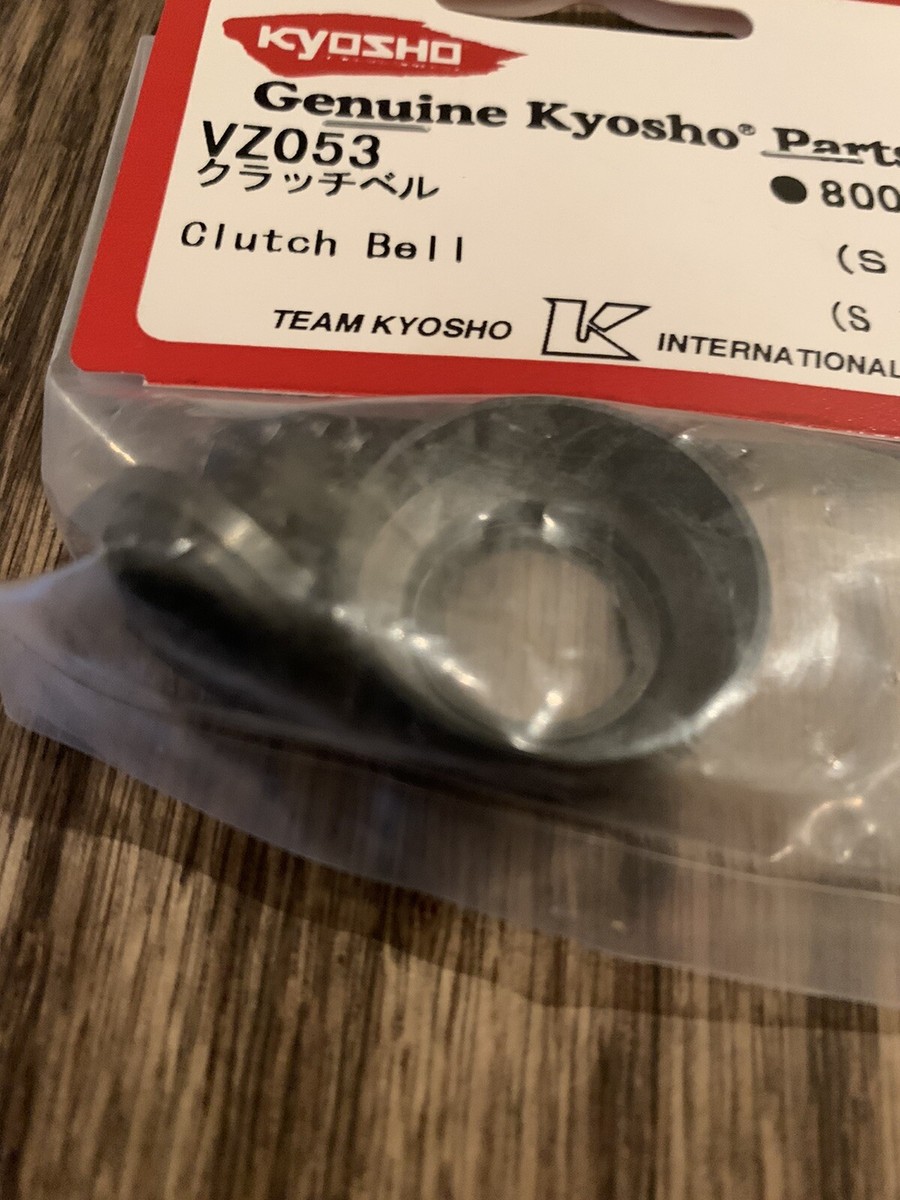 KYOSHO
Genuine Kyosho® Parts
VZ053
クラッチベル
●800
Clutch Bell
(S
(S
TEAM KYOSHO K INTERNATIONAL